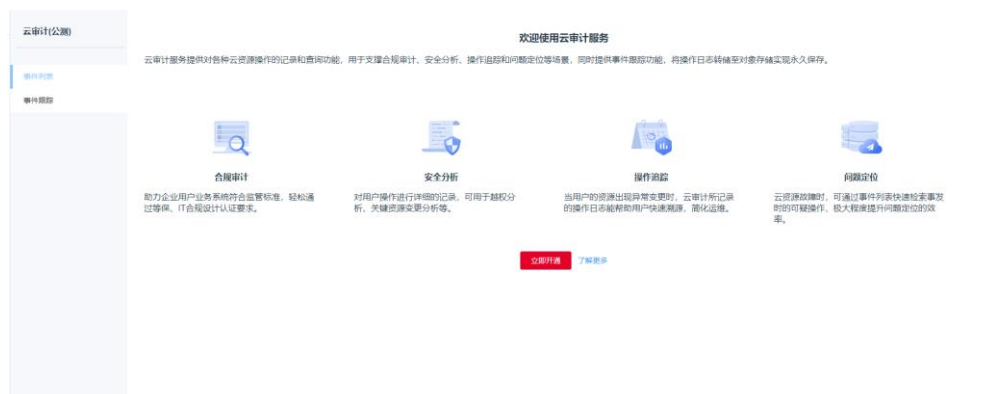 云审计(公测)
事件列表
事件跟踪
欢迎使用云审计服务
云审计服务提供对各种云资源操作的记录和查询功能，用于支撑合规审计、安全分析、操作追踪和问题定位等场景，同时提供事件跟踪功能，将操作日志转储至对象存储实现永久保存。
合规审计
助力企业用户业务系统符合监管标准，轻松通
过等保、IT合规设计认证要求。
安全分析
对用户操作进行详细的记录，可用于越权分
析、关键资源变更分析等。
操作追踪
当用户的资源出现异常变更时，云审计所记录
的操作日志能帮助用户快速溯源，简化运维。
问题定位
云资源故障时，可通过事件列表快速检索事发
时的可疑操作，极大程度提升问题定位的效
率。
立即开通
了解更多